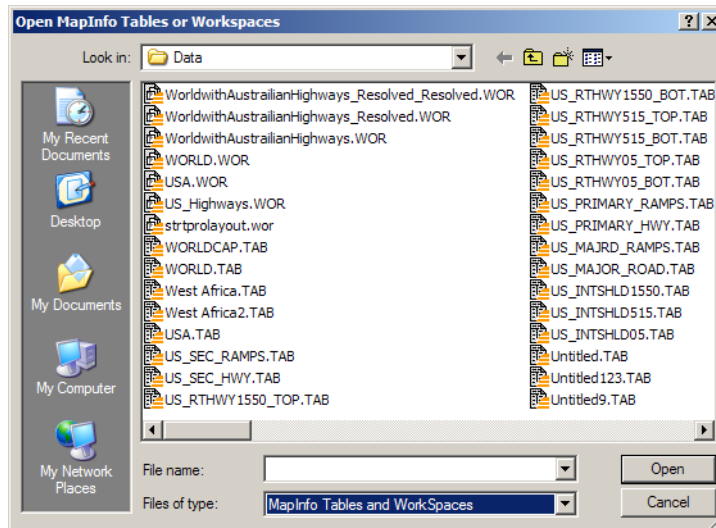 Open MapInfo Tables or Workspaces
Look in:
Data
My Recent
Documents
Desktop
My Documents
My Computer
My Network
Places
WorldwithAustrailianHighways_Resolved_Resolved.WOR
WorldwithAustrailianHighways_Resolved.WOR
WorldwithAustrailianHighways.WOR
WORLD.WOR
USA.WOR
US_Highways.WOR
strtprolayout.wor
WORLDCAP.TAB
WORLD.TAB
West Africa.TAB
West Africa2.TAB
USA.TAB
US_SEC_RAMPS.TAB
US_SEC_HWY.TAB
US_RTHWY1550_TOP.TAB
US_RTHWY1550_BOT.TAB
US_RTHWY515_TOP.TAB
US_RTHWY515_BOT.TAB
US_RTHWY05_TOP.TAB
US_RTHWY05_BOT.TAB
US_PRIMARY_RAMPS.TAB
US_PRIMARY_HWY.TAB
US_MAJRD_RAMPS.TAB
US_MAJOR_ROAD.TAB
US_INTSHLD1550.TAB
US_INTSHLD515.TAB
US_INTSHLD05.TAB
Untitled.TAB
Untitled123.TAB
Untitled9.TAB
File name:
Open
Files of type:
MapInfo Tables and WorkSpaces
Cancel